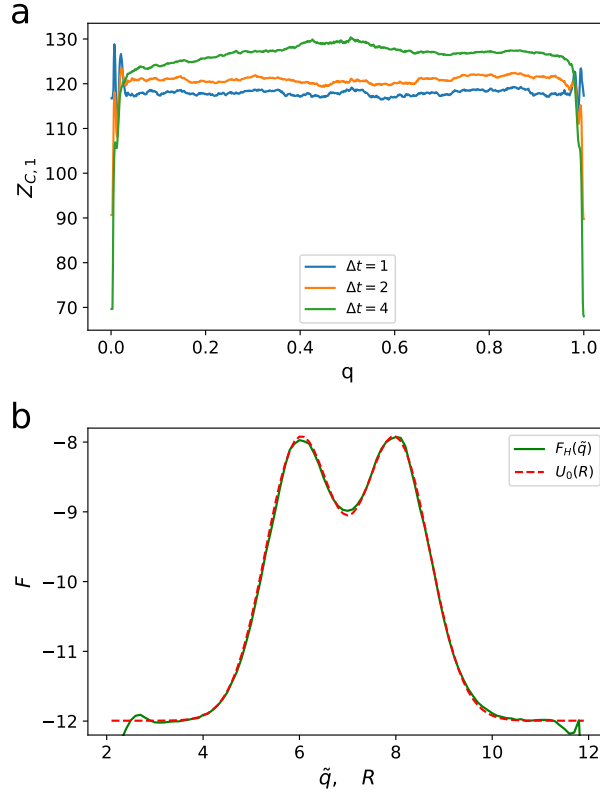 a
130
120
110
100
90
80
70
Z_{C,1}
Δt = 1
Δt = 2
Δt = 4
0.0 0.2 0.4 0.6 0.8 1.0
q
b
−8
−9
−10
−11
−12
F
F_H(q̃)
U_0(R)
2 4 6 8 10 12
q̃, R